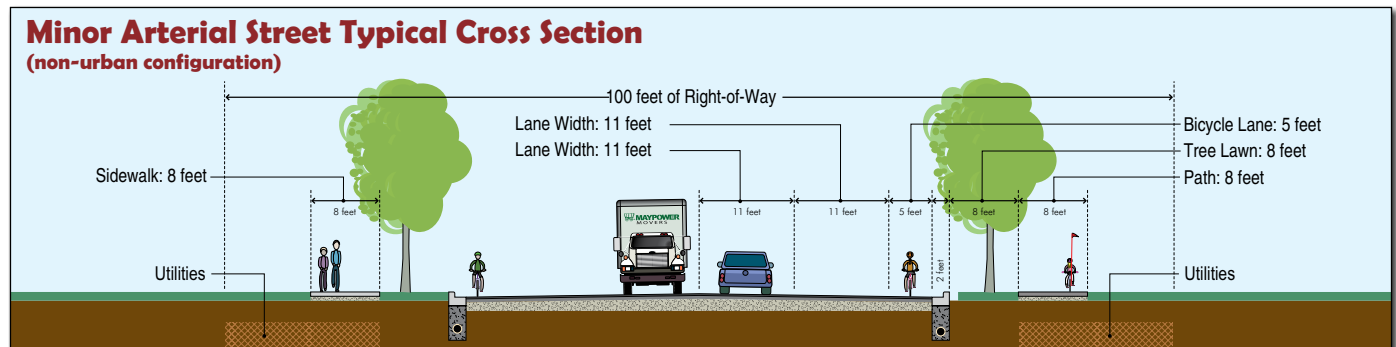 Minor Arterial Street Typical Cross Section
(non-urban configuration)
100 feet of Right-of-Way
Lane Width: 11 feet
Lane Width: 11 feet
Bicycle Lane: 5 feet
Tree Lawn: 8 feet
Path: 8 feet
Sidewalk: 8 feet
8 feet
MAYPOWER
MOVERS
11 feet
11 feet
5 feet
2 feet
8 feet
8 feet
Utilities
Utilities